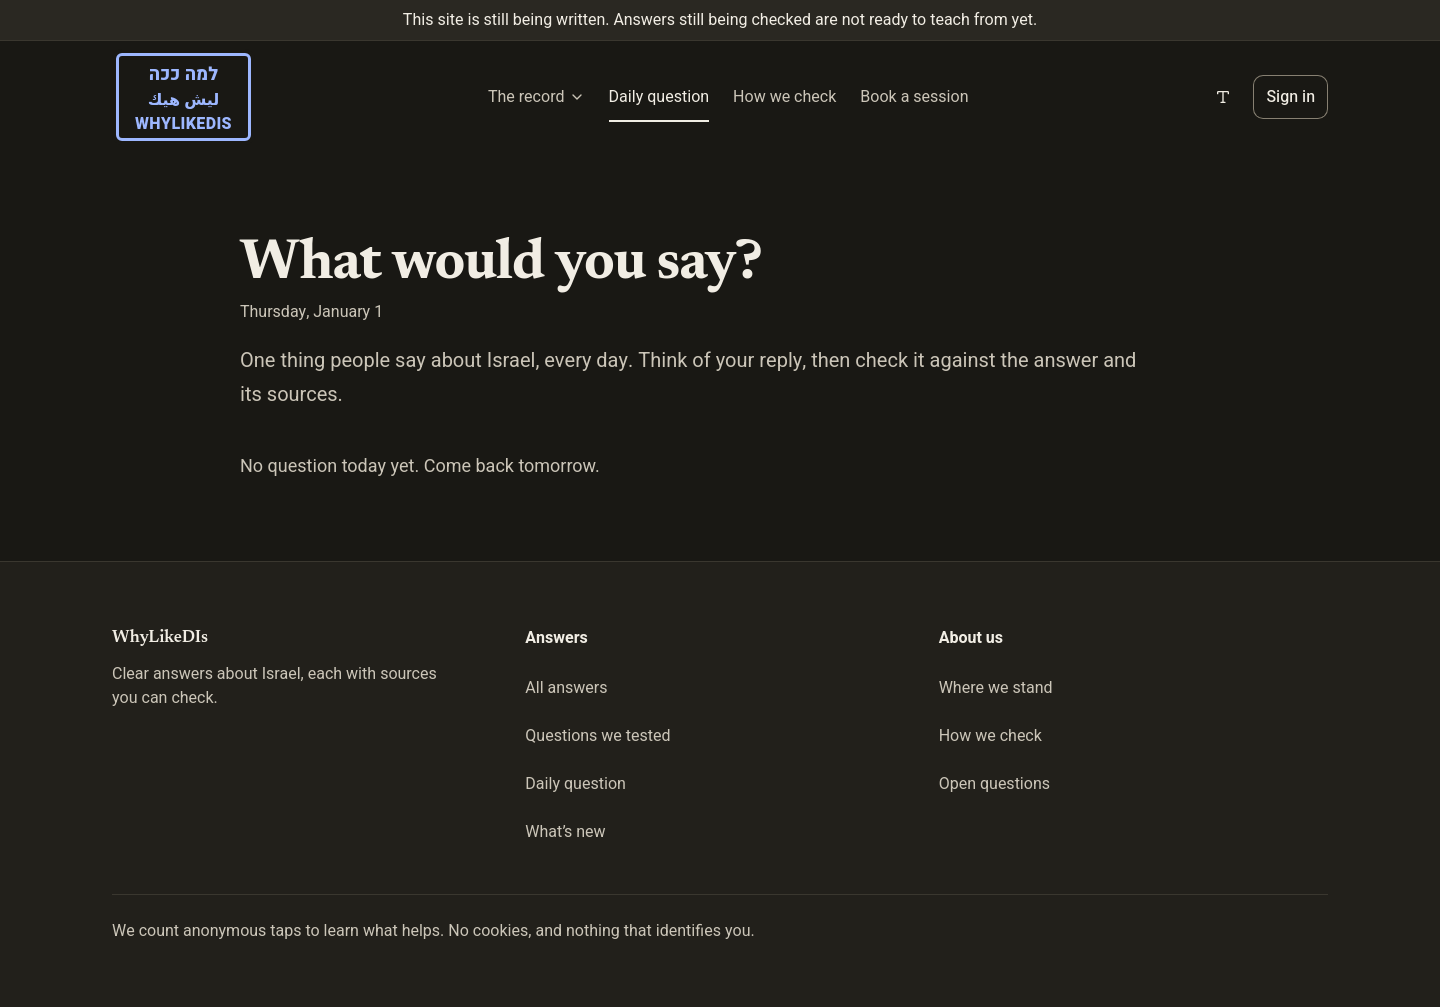 This site is still being written. Answers still being checked are not ready to teach from yet.
למה ככה
ليش هيك
WHYLIKEDIS
The record
Daily question
How we check
Book a session
T
Sign in
What would you say?
Thursday, January 1
One thing people say about Israel, every day. Think of your reply, then check it against the answer and
its sources.
No question today yet. Come back tomorrow.
WhyLikeDIs
Clear answers about Israel, each with sources
you can check.
Answers
All answers
Questions we tested
Daily question
What’s new
About us
Where we stand
How we check
Open questions
We count anonymous taps to learn what helps. No cookies, and nothing that identifies you.